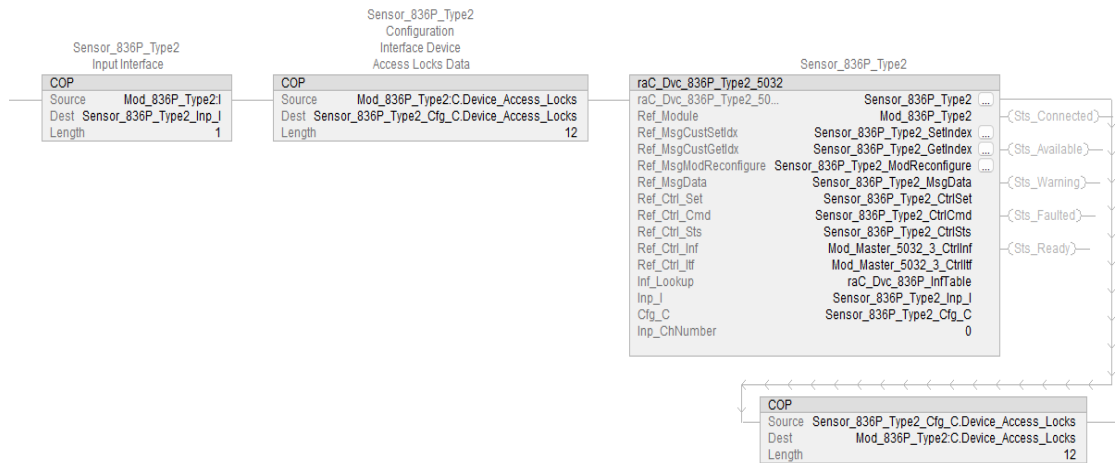 Sensor_836P_Type2
Input Interface
COP
Source Mod_836P_Type2:I
Dest Sensor_836P_Type2_Inp_I
Length 1
Sensor_836P_Type2
Configuration
Interface Device
Access Locks Data
COP
Source Mod_836P_Type2:C.Device_Access_Locks
Dest Sensor_836P_Type2_Cfg_C.Device_Access_Locks
Length 12
Sensor_836P_Type2
raC_Dvc_836P_Type2_5032
raC_Dvc_836P_Type2_50... Sensor_836P_Type2 ...
Ref_Module Mod_836P_Type2 (Sts_Connected)
Ref_MsgCustSetIdx Sensor_836P_Type2_SetIndex ...
Ref_MsgCustGetIdx Sensor_836P_Type2_GetIndex ... (Sts_Available)
Ref_MsgModReconfigure Sensor_836P_Type2_ModReconfigure ...
Ref_MsgData Sensor_836P_Type2_MsgData (Sts_Warning)
Ref_Ctrl_Set Sensor_836P_Type2_CtrlSet
Ref_Ctrl_Cmd Sensor_836P_Type2_CtrlCmd (Sts_Faulted)
Ref_Ctrl_Sts Sensor_836P_Type2_CtrlSts
Ref_Ctrl_Inf Mod_Master_5032_3_CtrlInf (Sts_Ready)
Ref_Ctrl_Itf Mod_Master_5032_3_CtrlItf
Inf_Lookup raC_Dvc_836P_InfTable
Inp_I Sensor_836P_Type2_Inp_I
Cfg_C Sensor_836P_Type2_Cfg_C
Inp_ChNumber 0
COP
Source Sensor_836P_Type2_Cfg_C.Device_Access_Locks
Dest Mod_836P_Type2:C.Device_Access_Locks
Length 12